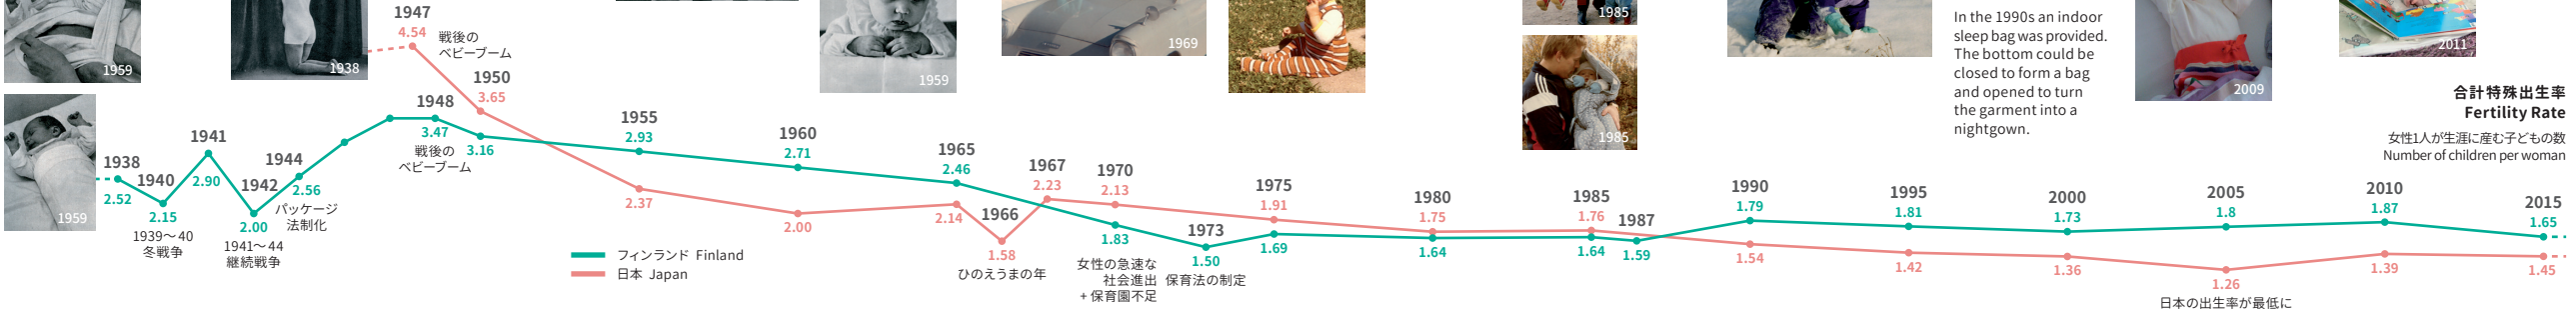 1959
1938
1959
1969
1985
1985
In the 1990s an indoor
sleep bag was provided.
The bottom could be
closed to form a bag
and opened to turn
the garment into a
nightgown.
2009
2011
合計特殊出生率
Fertility Rate
女性1人が生涯に産む子どもの数
Number of children per woman
1959
1938
2.52
1940
2.15
1939～40
冬戦争
1941
2.90
1942
2.00
1941～44
継続戦争
1944
2.56
パッケージ
法制化
1947
4.54
戦後の
ベビーブーム
1948
3.47
戦後の
ベビーブーム
1950
3.65
3.16
1955
2.93
2.37
1960
2.71
2.00
1965
2.46
2.14
1966
1.58
ひのえうまの年
1967
2.23
1970
2.13
1.83
女性の急速な
社会進出
+ 保育園不足
1973
1.50
保育法の制定
1975
1.91
1.69
1980
1.75
1.64
1985
1.76
1.64
1987
1.59
1990
1.79
1.54
1995
1.81
1.42
2000
1.73
1.36
2005
1.8
1.26
日本の出生率が最低に
2010
1.87
1.39
2015
1.65
1.45
フィンランド Finland
日本 Japan